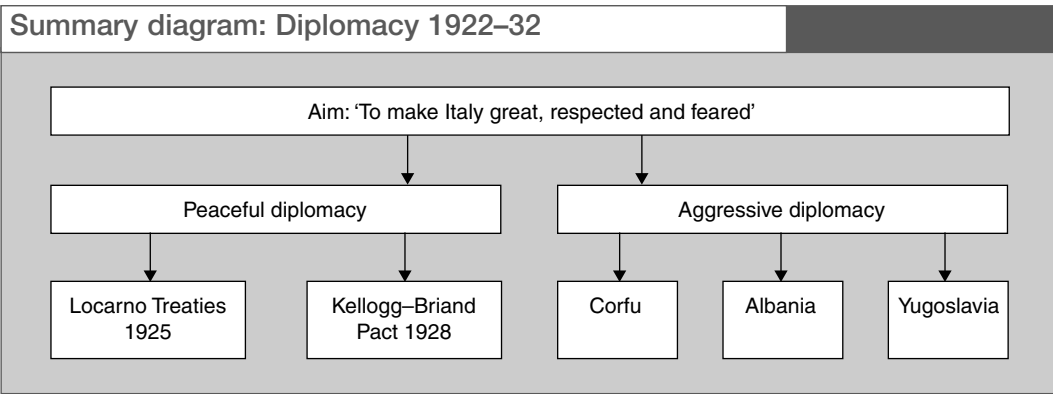 Summary diagram: Diplomacy 1922–32
Aim: ‘To make Italy great, respected and feared’
Peaceful diplomacy
Aggressive diplomacy
Locarno Treaties
1925
Kellogg–Briand
Pact 1928
Corfu
Albania
Yugoslavia